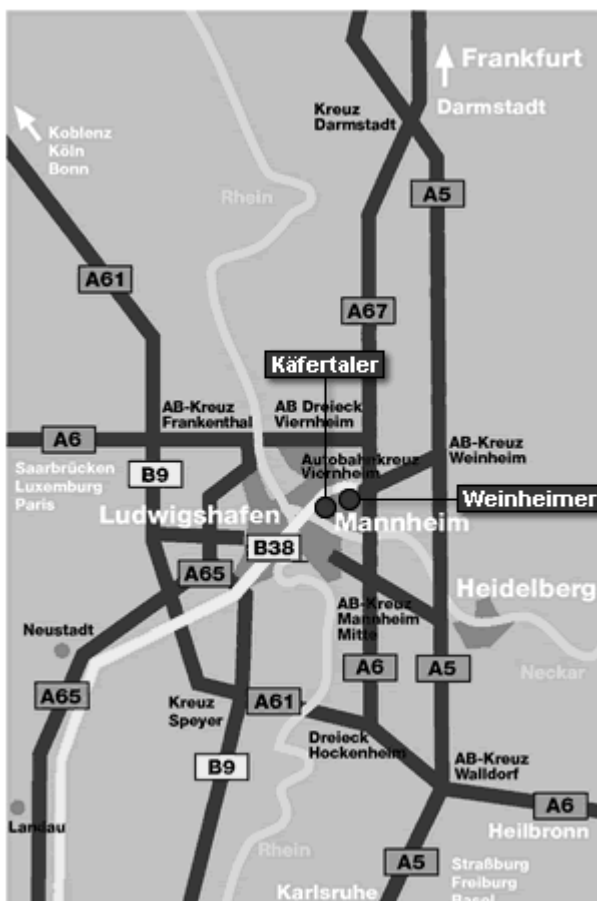 Frankfurt
Darmstadt
Kreuz
Darmstadt
Koblenz
Köln
Bonn
Rhein
A5
A61
A67
Käfertaler
AB-Kreuz
Frankenthal
AB Dreieck
Viernheim
A6
AB-Kreuz
Weinheim
Autobahnkreuz
Viernheim
Saarbrücken
Luxemburg
Paris
B9
Weinheimer
Ludwigshafen
Mannheim
B38
A65
Heidelberg
AB-Kreuz
Mannheim
Mitte
Neustadt
A6
A5
Neckar
A65
Kreuz
Speyer
A61
Dreieck
Hockenheim
B9
AB-Kreuz
Walldorf
A6
Landau
Heilbronn
Rhein
A5
Straßburg
Freiburg
Basel
Karlsruhe